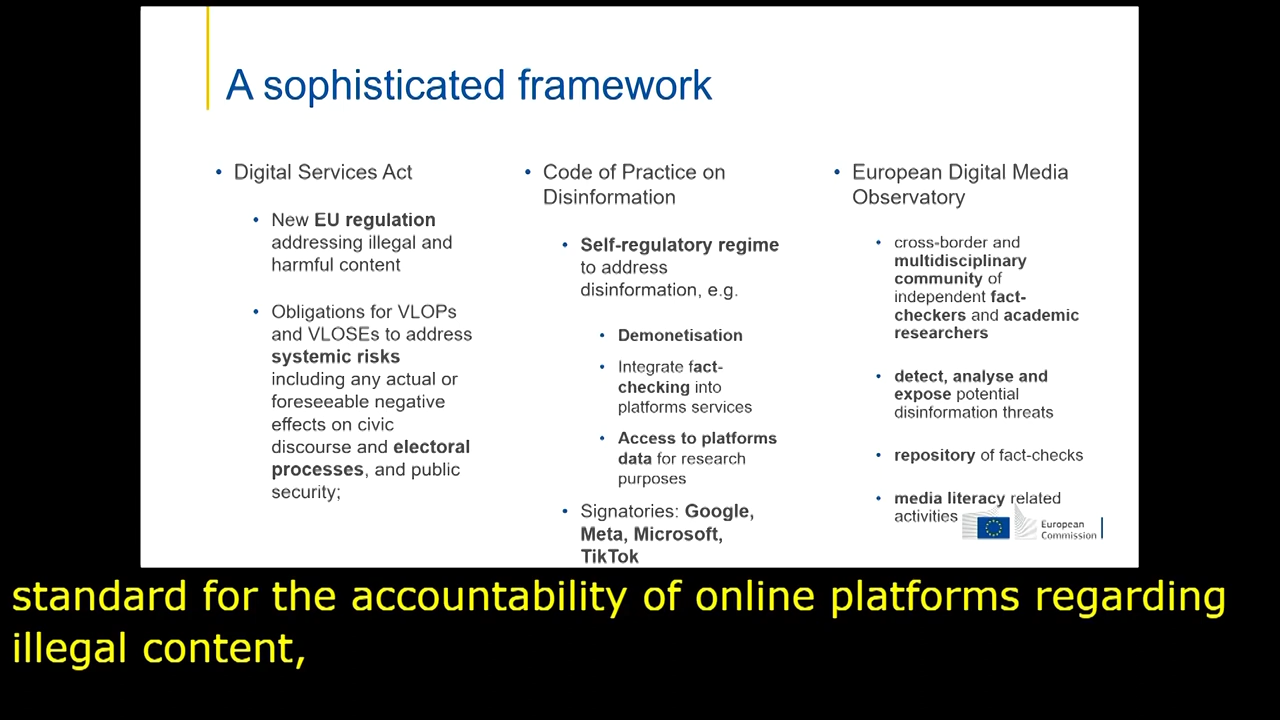 A sophisticated framework
• Digital Services Act
• New EU regulation
addressing illegal and
harmful content
• Obligations for VLOPs
and VLOSEs to address
systemic risks
including any actual or
foreseeable negative
effects on civic
discourse and electoral
processes, and public
security;
• Code of Practice on
Disinformation
• Self-regulatory regime
to address
disinformation, e.g.
• Demonetisation
• Integrate fact-
checking into
platforms services
• Access to platforms
data for research
purposes
• Signatories: Google,
Meta, Microsoft,
TikTok
• European Digital Media
Observatory
• cross-border and
multidisciplinary
community of
independent fact-
checkers and academic
researchers
• detect, analyse and
expose potential
disinformation threats
• repository of fact-checks
• media literacy related
activities
European
Commission
standard for the accountability of online platforms regarding
illegal content,